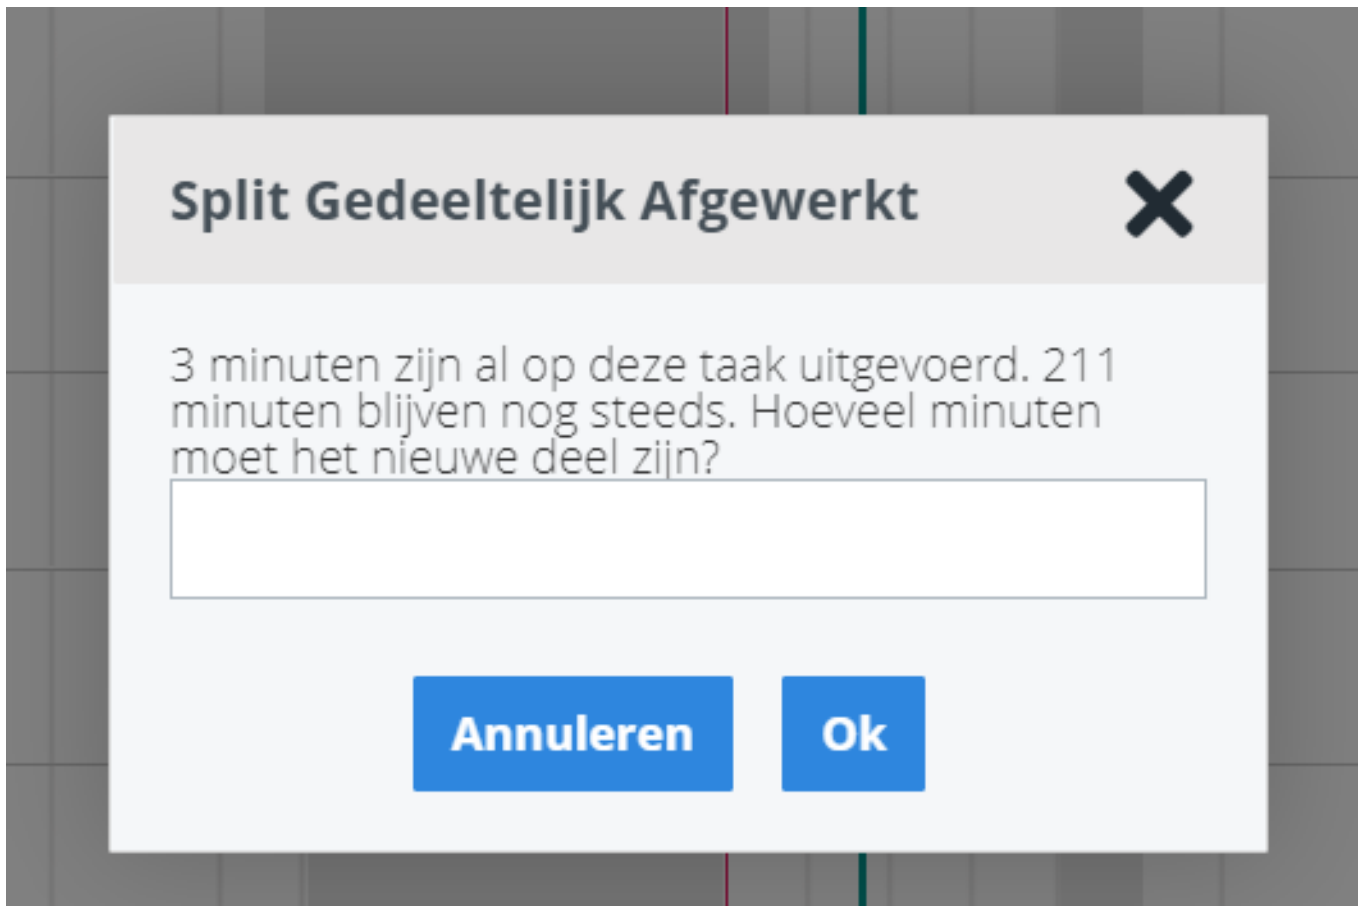 Split Gedeeltelijk Afgewerkt
3 minuten zijn al op deze taak uitgevoerd. 211
minuten blijven nog steeds. Hoeveel minuten
moet het nieuwe deel zijn?
Annuleren Ok